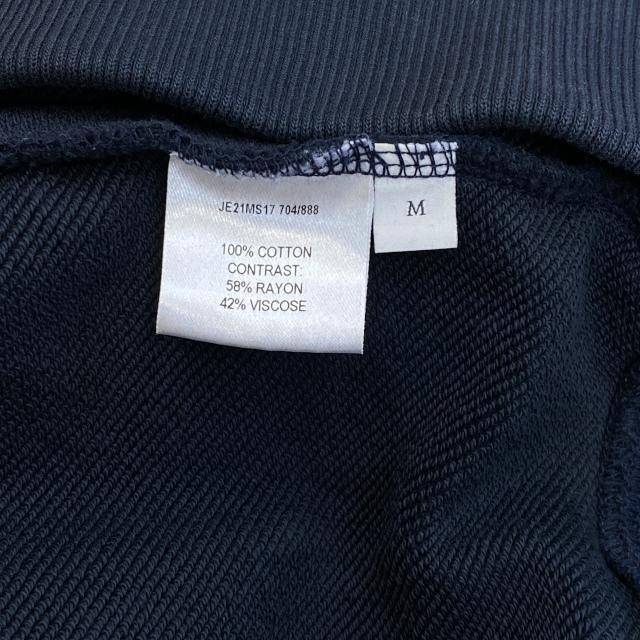 JE21MS17 704/888
100% COTTON
CONTRAST:
58% RAYON
42% VISCOSE
M